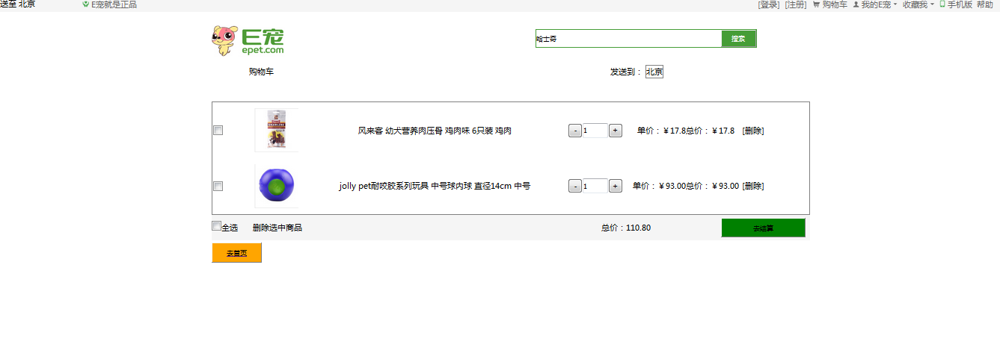 送至 北京 E宠就是正品 [登录] [注册] 购物车 我的E宠 收藏我 手机版 帮助
E宠
epet.com
哈士奇 搜索
购物车 发送到： 北京
风来客 幼犬营养肉压骨 鸡肉味 6只装 鸡肉 - 1 + 单价：￥17.8总价：￥17.8 [删除]
jolly pet耐咬胶系列玩具 中号球内球 直径14cm 中号 - 1 + 单价：￥93.00总价：￥93.00 [删除]
全选 删除选中商品 总价：110.80 去结算
去首页